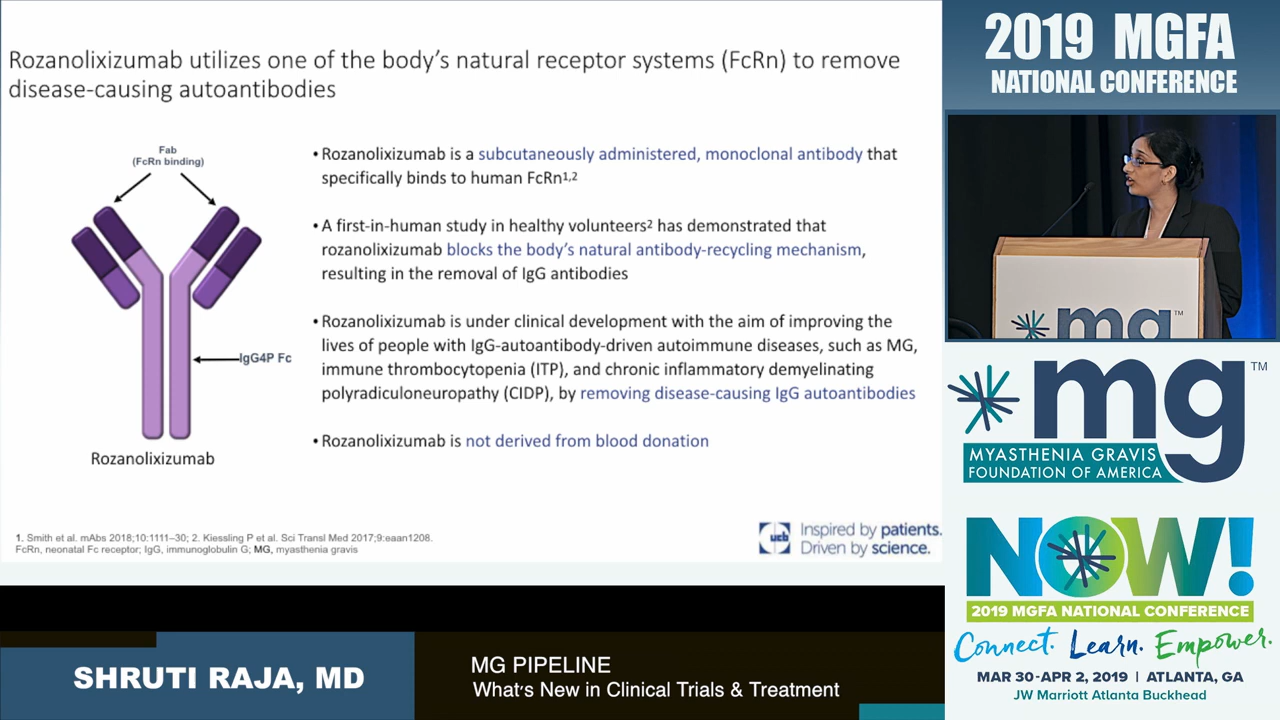 Rozanolixizumab utilizes one of the body's natural receptor systems (FcRn) to remove
disease-causing autoantibodies
Fab
(FcRn binding)
IgG4P Fc
Rozanolixizumab
• Rozanolixizumab is a subcutaneously administered, monoclonal antibody that
specifically binds to human FcRn1,2
• A first-in-human study in healthy volunteers2 has demonstrated that
rozanolixizumab blocks the body's natural antibody-recycling mechanism,
resulting in the removal of IgG antibodies
• Rozanolixizumab is under clinical development with the aim of improving the
lives of people with IgG-autoantibody-driven autoimmune diseases, such as MG,
immune thrombocytopenia (ITP), and chronic inflammatory demyelinating
polyradiculoneuropathy (CIDP), by removing disease-causing IgG autoantibodies
• Rozanolixizumab is not derived from blood donation
1. Smith et al. mAbs 2018;10:1111–30; 2. Kiessling P et al. Sci Transl Med 2017;9:eaan1208.
FcRn, neonatal Fc receptor; IgG, immunoglobulin G; MG, myasthenia gravis
ucb
Inspired by patients.
Driven by science.
2019 MGFA
NATIONAL CONFERENCE
mg
mg™
MYASTHENIA GRAVIS
FOUNDATION OF AMERICA
NOW!
2019 MGFA NATIONAL CONFERENCE
Connect. Learn. Empower.
MAR 30-APR 2, 2019 | ATLANTA, GA
JW Marriott Atlanta Buckhead
SHRUTI RAJA, MD
MG PIPELINE
What's New in Clinical Trials & Treatment